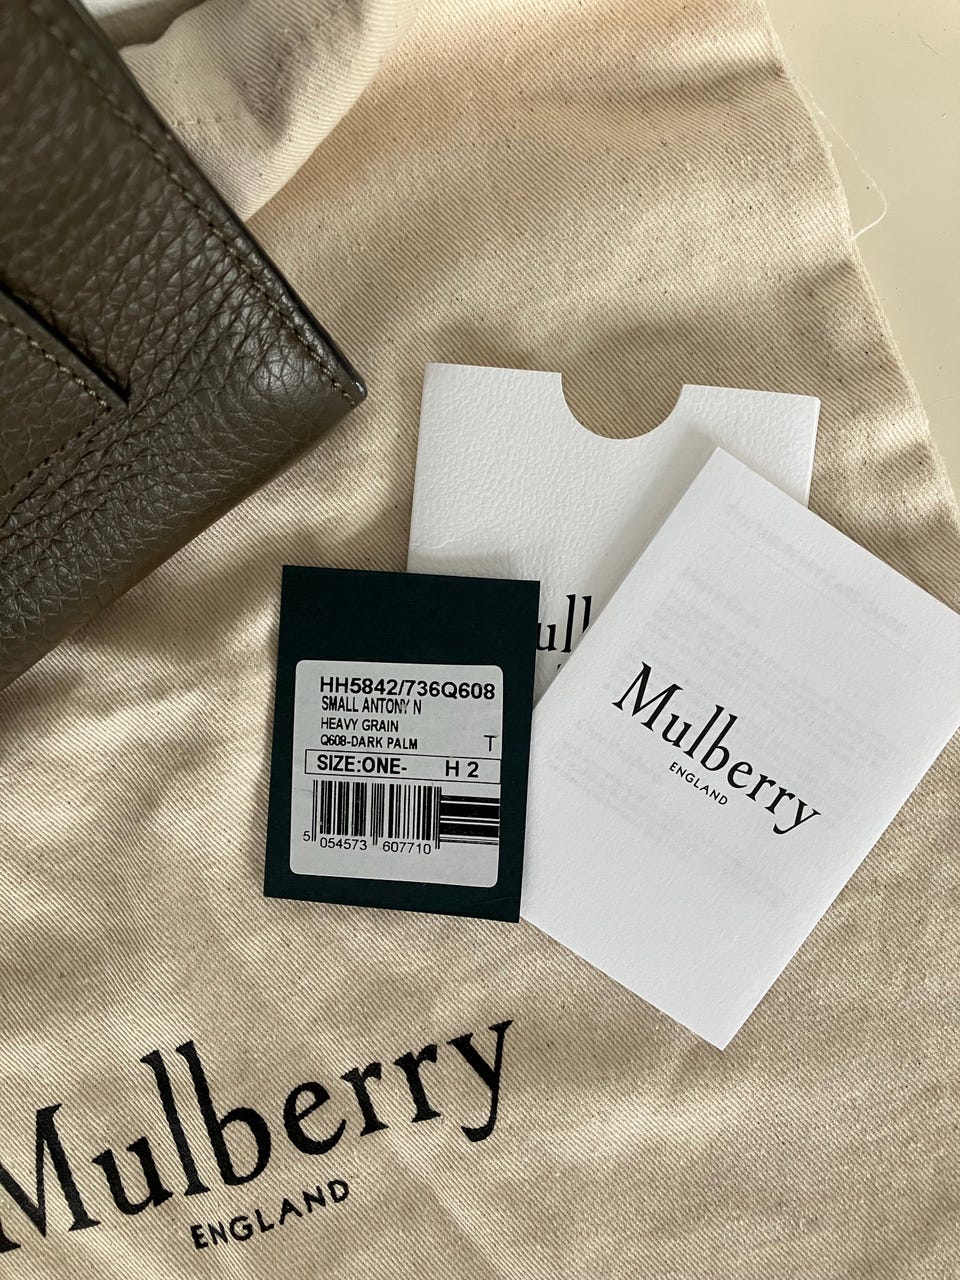 ull
Mulberry
ENGLAND
HH5842/736Q608
SMALL ANTONY N
HEAVY GRAIN
Q608-DARK PALM
T
SIZE:ONE- H 2
5 054573 607710
Mulberry
ENGLAND